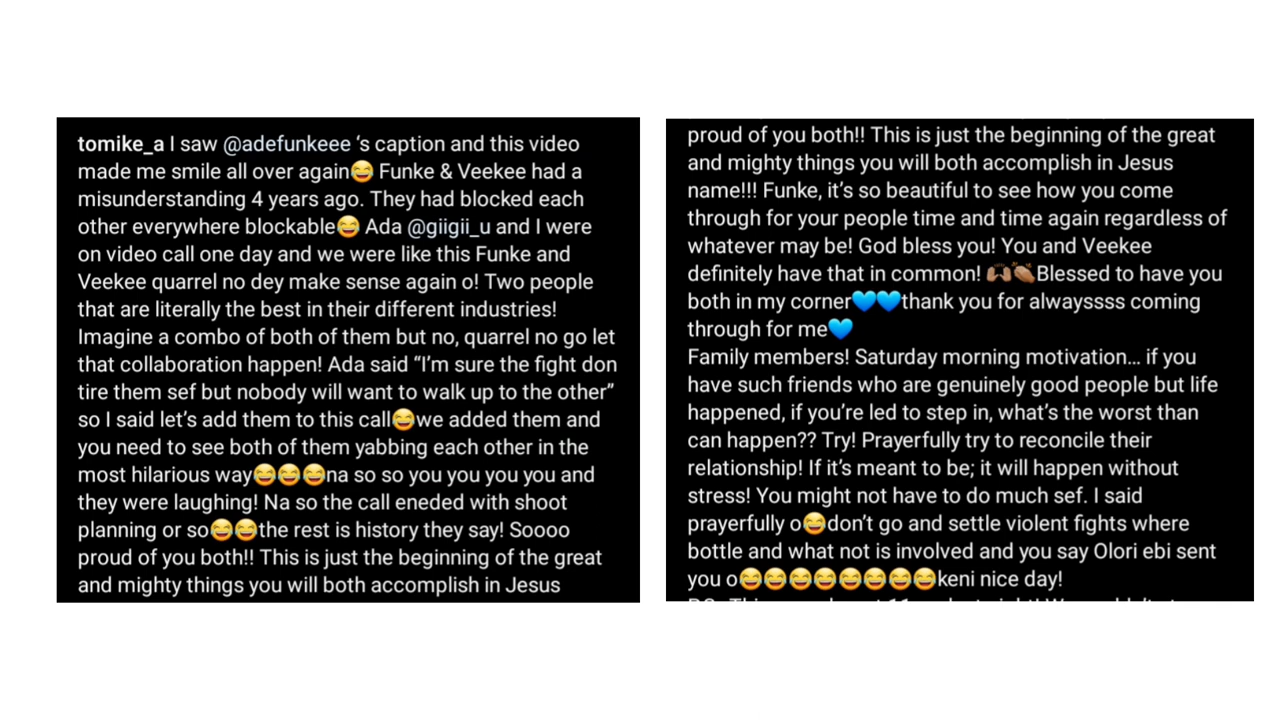 tomike_a I saw @adefunkeee ‘s caption and this video
made me smile all over again😂 Funke & Veekee had a
misunderstanding 4 years ago. They had blocked each
other everywhere blockable😂 Ada @giigii_u and I were
on video call one day and we were like this Funke and
Veekee quarrel no dey make sense again o! Two people
that are literally the best in their different industries!
Imagine a combo of both of them but no, quarrel no go let
that collaboration happen! Ada said “I’m sure the fight don
tire them sef but nobody will want to walk up to the other”
so I said let’s add them to this call😂we added them and
you need to see both of them yabbing each other in the
most hilarious way😂😂😂na so so you you you you and
they were laughing! Na so the call eneded with shoot
planning or so😂😂the rest is history they say! Soooo
proud of you both!! This is just the beginning of the great
and mighty things you will both accomplish in Jesus
proud of you both!! This is just the beginning of the great
and mighty things you will both accomplish in Jesus
name!!! Funke, it’s so beautiful to see how you come
through for your people time and time again regardless of
whatever may be! God bless you! You and Veekee
definitely have that in common! 🙌🏾👏🏾Blessed to have you
both in my corner💙💙thank you for alwayssss coming
through for me💙
Family members! Saturday morning motivation… if you
have such friends who are genuinely good people but life
happened, if you’re led to step in, what’s the worst than
can happen?? Try! Prayerfully try to reconcile their
relationship! If it’s meant to be; it will happen without
stress! You might not have to do much sef. I said
prayerfully o😂don’t go and settle violent fights where
bottle and what not is involved and you say Olori ebi sent
you o😂😂😂😂😂😂😂😂keni nice day!